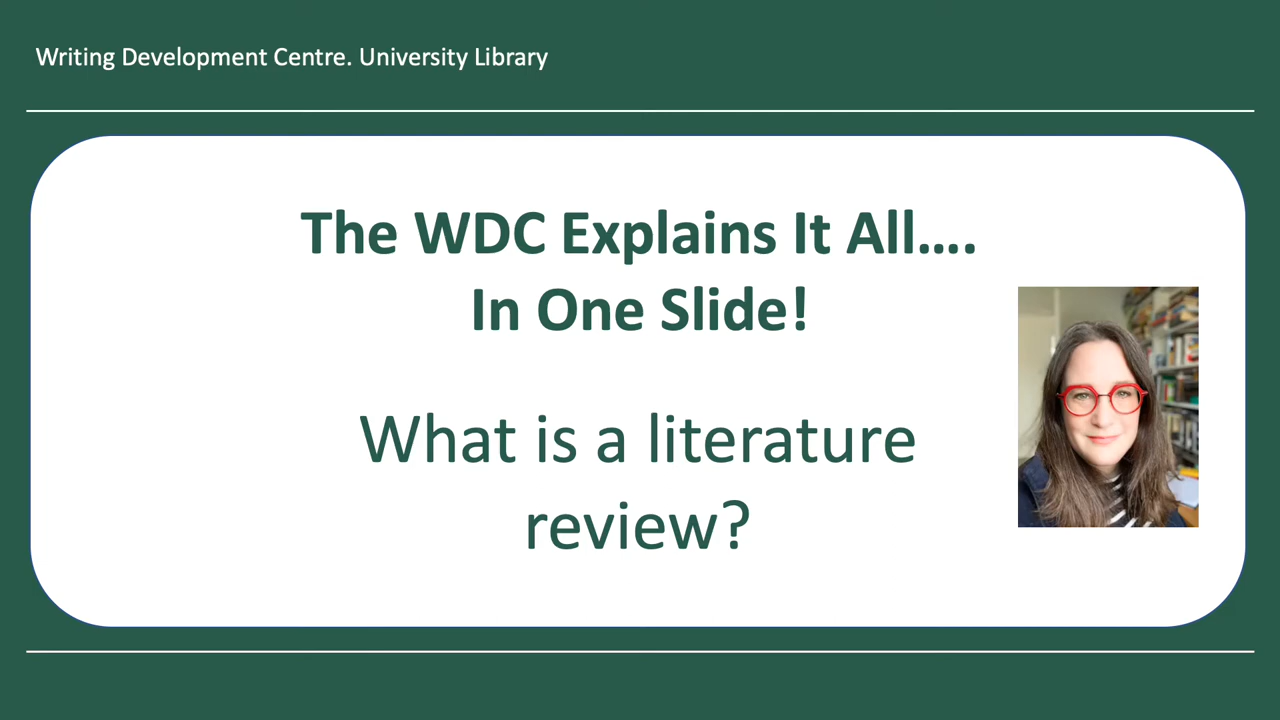 Writing Development Centre. University Library
The WDC Explains It All....
In One Slide!
What is a literature
review?